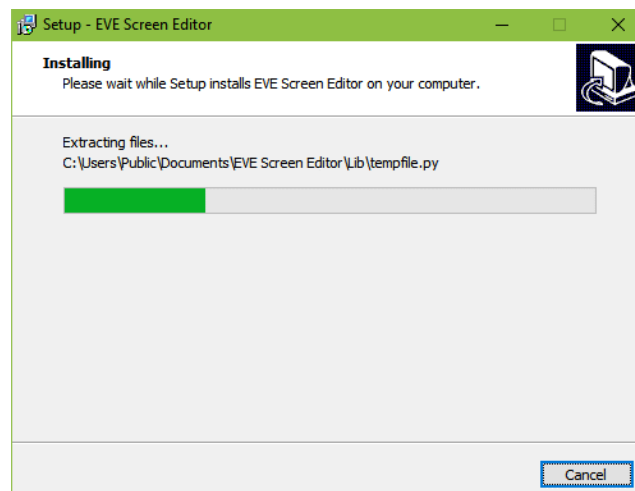 Setup - EVE Screen Editor
Installing
Please wait while Setup installs EVE Screen Editor on your computer.
Extracting files...
C:\Users\Public\Documents\EVE Screen Editor\Lib\tempfile.py
Cancel